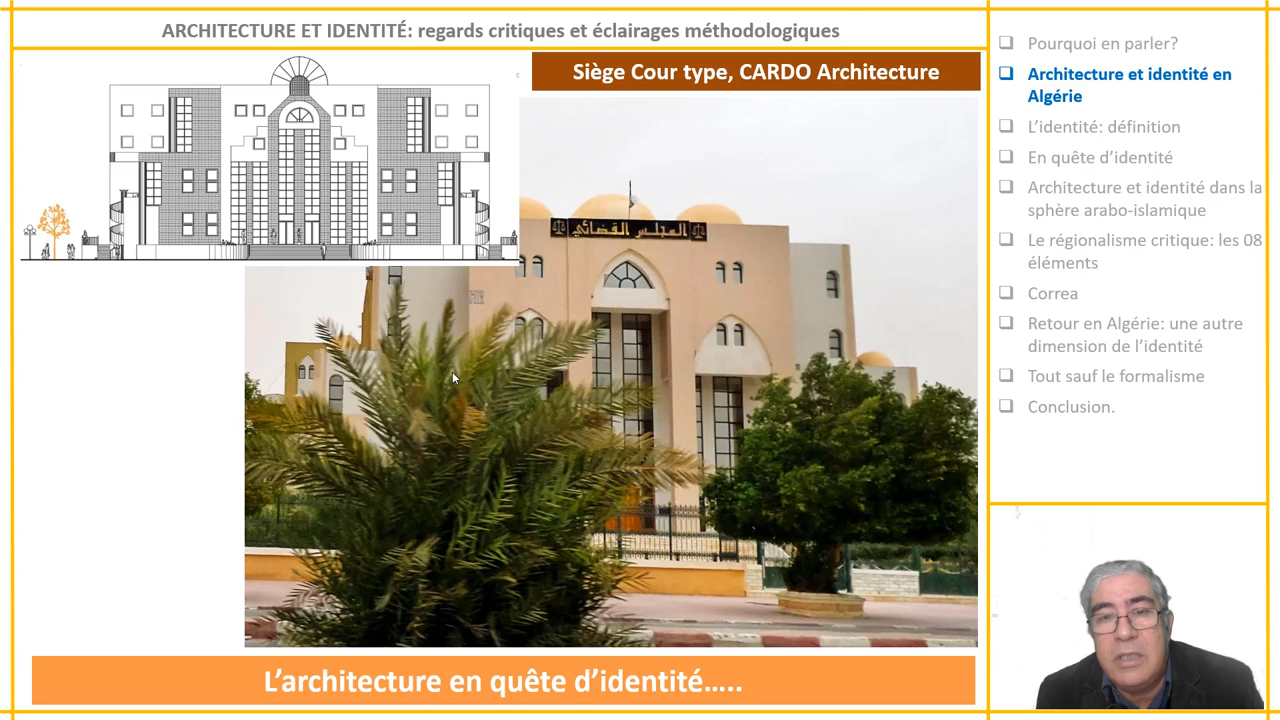 ARCHITECTURE ET IDENTITÉ: regards critiques et éclairages méthodologiques
Siège Cour type, CARDO Architecture
المجلس القضائي
L’architecture en quête d’identité…..
Pourquoi en parler?
Architecture et identité en
Algérie
L’identité: définition
En quête d’identité
Architecture et identité dans la
sphère arabo-islamique
Le régionalisme critique: les 08
éléments
Correa
Retour en Algérie: une autre
dimension de l’identité
Tout sauf le formalisme
Conclusion.